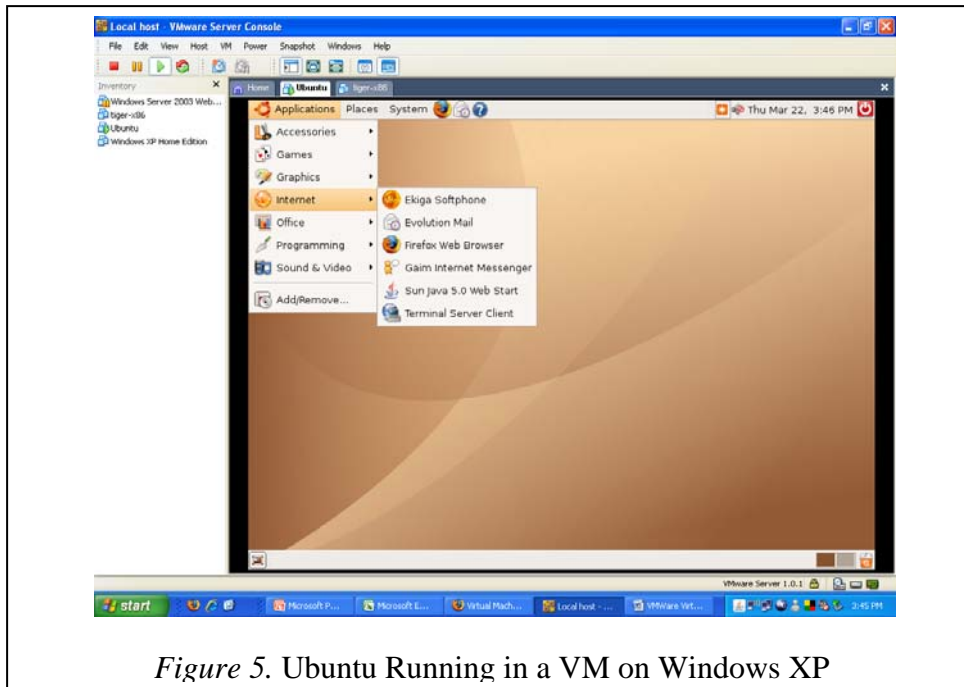 Local host - VMware Server Console
File Edit View Host VM Power Snapshot Windows Help
Inventory
Windows Server 2003 Web...
tiger-x86
Ubuntu
Windows XP Home Edition
Home Ubuntu tiger-x86
Applications Places System Thu Mar 22, 3:46 PM
Accessories
Games
Graphics
Internet
Office
Programming
Sound & Video
Add/Remove...
Ekiga Softphone
Evolution Mail
Firefox Web Browser
Gaim Internet Messenger
Sun Java 5.0 Web Start
Terminal Server Client
VMware Server 1.0.1
start Microsoft P... Microsoft E... Virtual Mach... Local host - ... VMWare Virt... 3:45 PM
Figure 5. Ubuntu Running in a VM on Windows XP